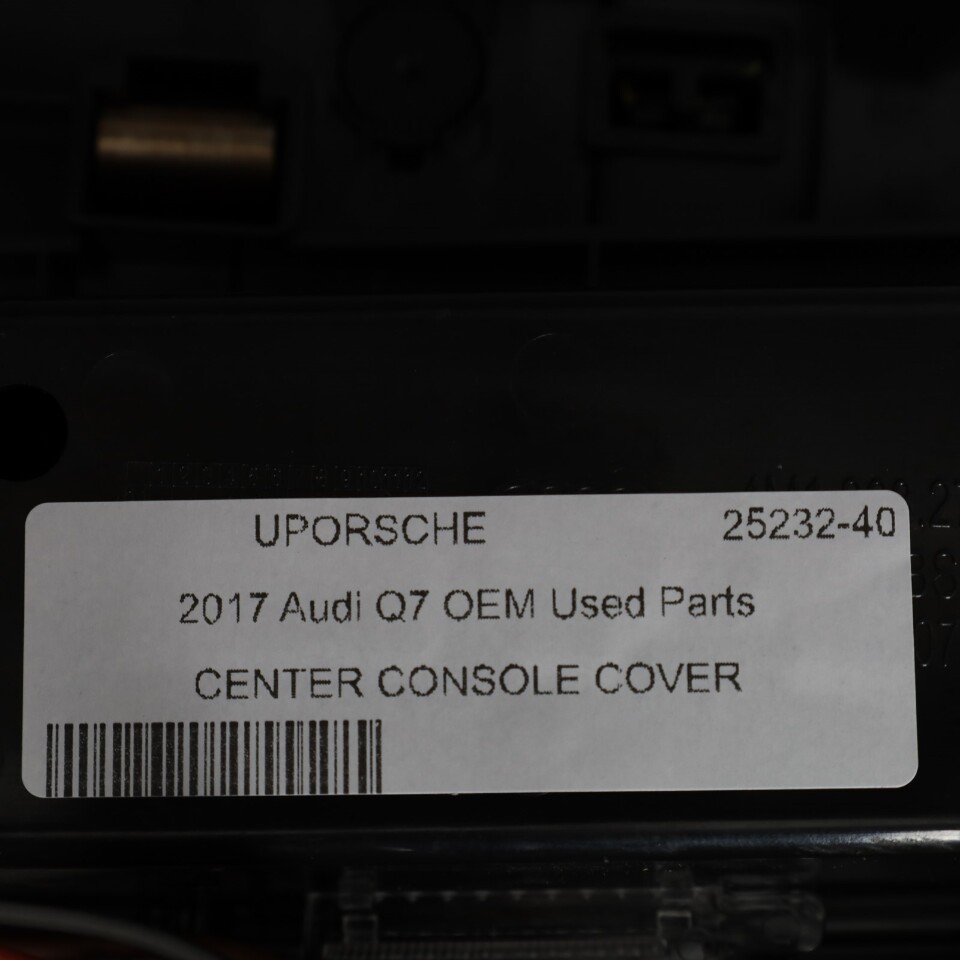 UPORSCHE 25232-40
2017 Audi Q7 OEM Used Parts
CENTER CONSOLE COVER